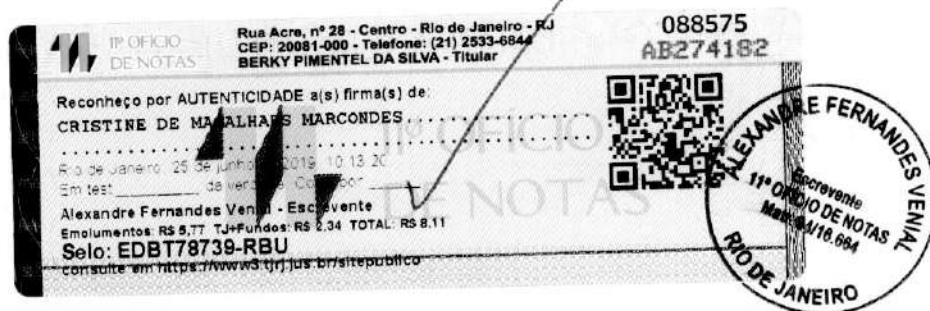 11º OFÍCIO
DE NOTAS
Rua Acre, nº 28 - Centro - Rio de Janeiro - RJ
CEP: 20081-000 - Telefone: (21) 2533-6844
BERKY PIMENTEL DA SILVA - Titular
088575
AB274182
Reconheço por AUTENTICIDADE a(s) firma(s) de:
CRISTINE DE MAGALHAES MARCONDES
11º OFÍCIO
DE NOTAS
Rio de Janeiro, 25 de junho 2019 10:13:20
Em test. da Conf. por
Alexandre Fernandes Venial - Escrevente
Emolumentos: R$ 5,77 TJ+Fundos: R$ 2,34 TOTAL: R$ 8,11
Selo: EDBT78739-RBU
consulte em https://www3.tjrj.jus.br/sitepublico
ALEXANDRE FERNANDES VENIAL
Escrevente
11º OFÍCIO DE NOTAS
RIO DE JANEIRO